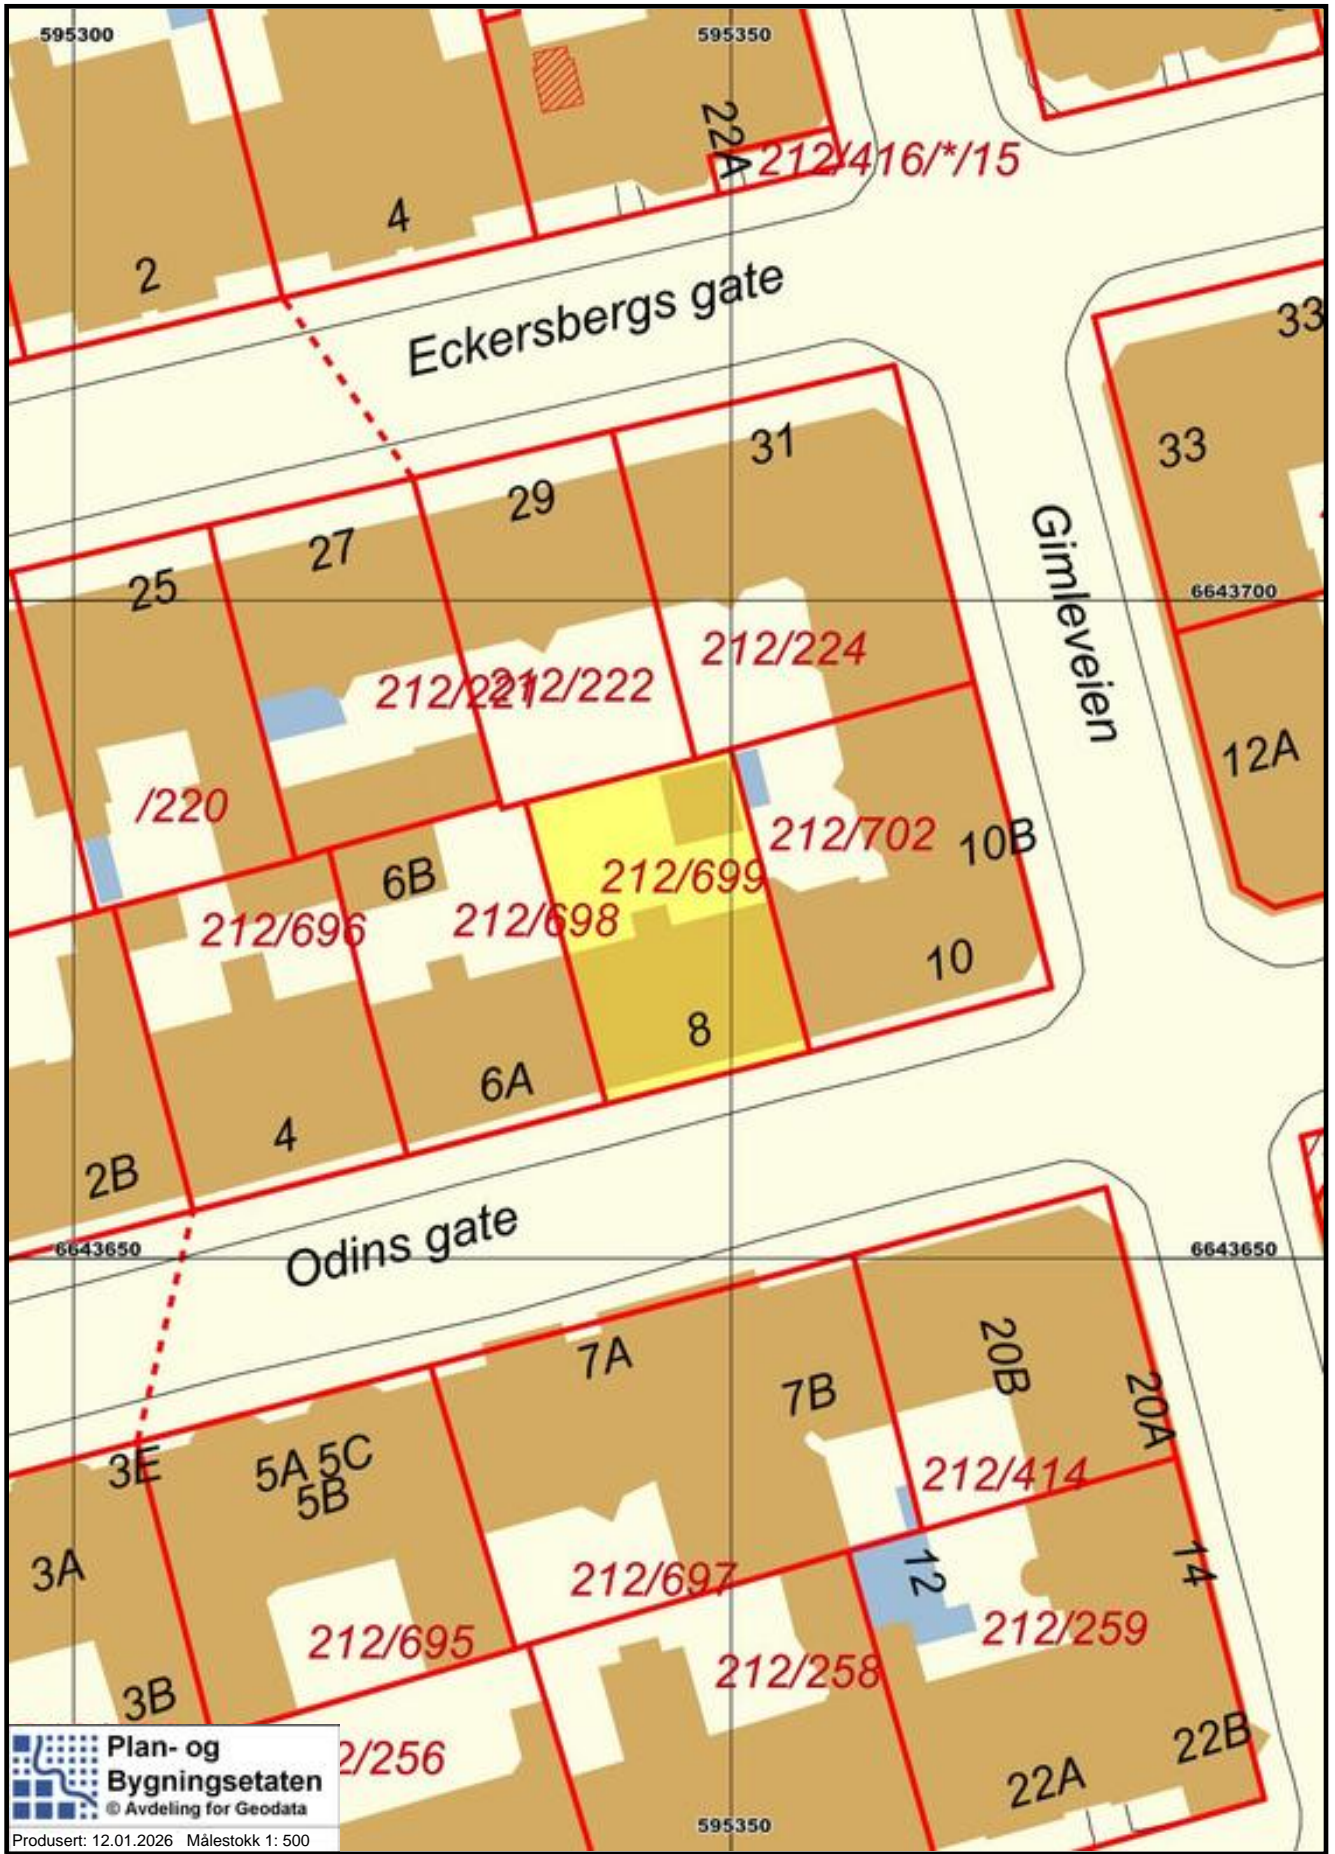 595300
595350
22A
212/416/*/15
4
2
Eckersbergs gate
33
31
33
29
27
25
Gimleveien
6643700
212/224
212/221
212/222
12A
/220
212/702
10B
6B
212/699
212/698
212/696
10
8
6A
4
2B
Odins gate
6643650
6643650
20B
7A
7B
20A
5A 5C
3E
5B
212/414
3A
12
14
212/697
212/695
212/259
212/258
3B
22B
2/256
22A
595350
Plan- og
Bygningsetaten
© Avdeling for Geodata
Produsert: 12.01.2026 Målestokk 1: 500